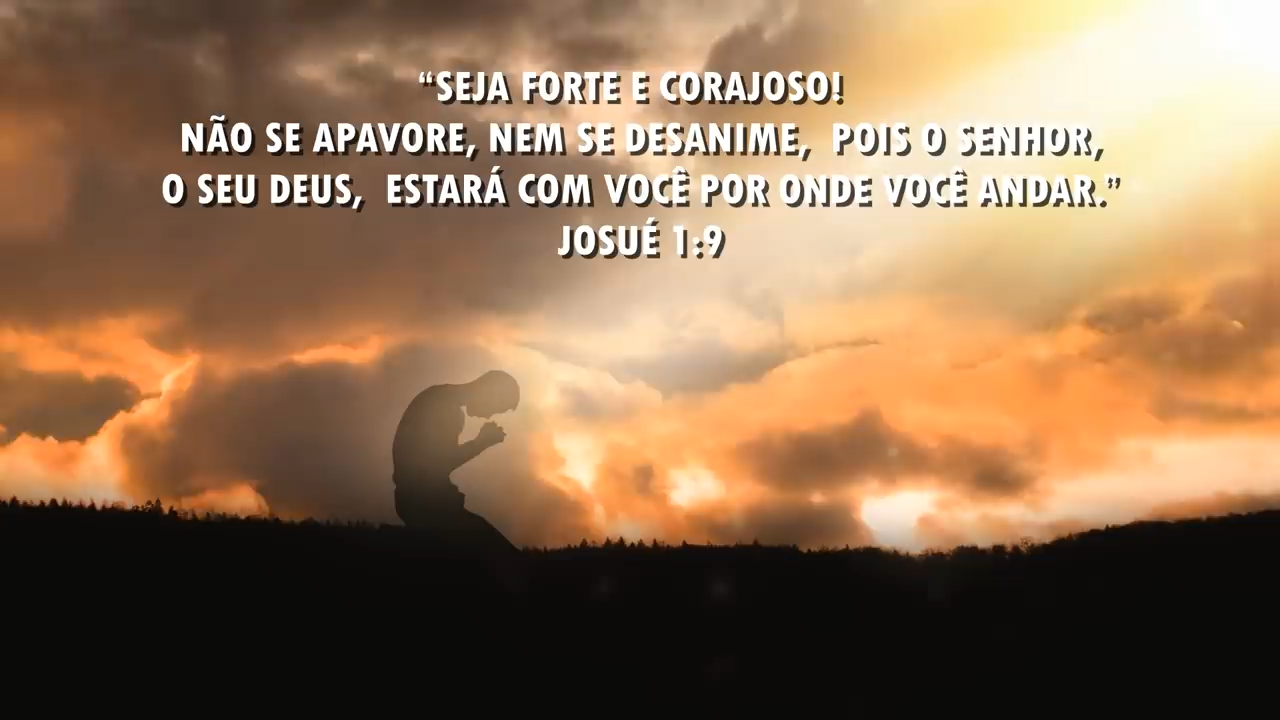 “SEJA FORTE E CORAJOSO!
NÃO SE APAVORE, NEM SE DESANIME, POIS O SENHOR,
O SEU DEUS, ESTARÁ COM VOCÊ POR ONDE VOCÊ ANDAR.”
JOSUÉ 1:9